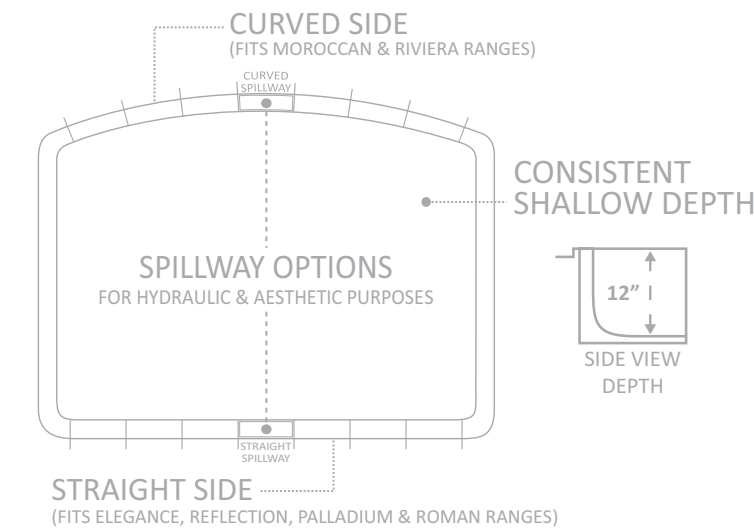 CURVED SIDE
(FITS MOROCCAN & RIVIERA RANGES)
CURVED
SPILLWAY
CONSISTENT
SHALLOW DEPTH
SPILLWAY OPTIONS
FOR HYDRAULIC & AESTHETIC PURPOSES
12”
SIDE VIEW
DEPTH
STRAIGHT
SPILLWAY
STRAIGHT SIDE
(FITS ELEGANCE, REFLECTION, PALLADIUM & ROMAN RANGES)